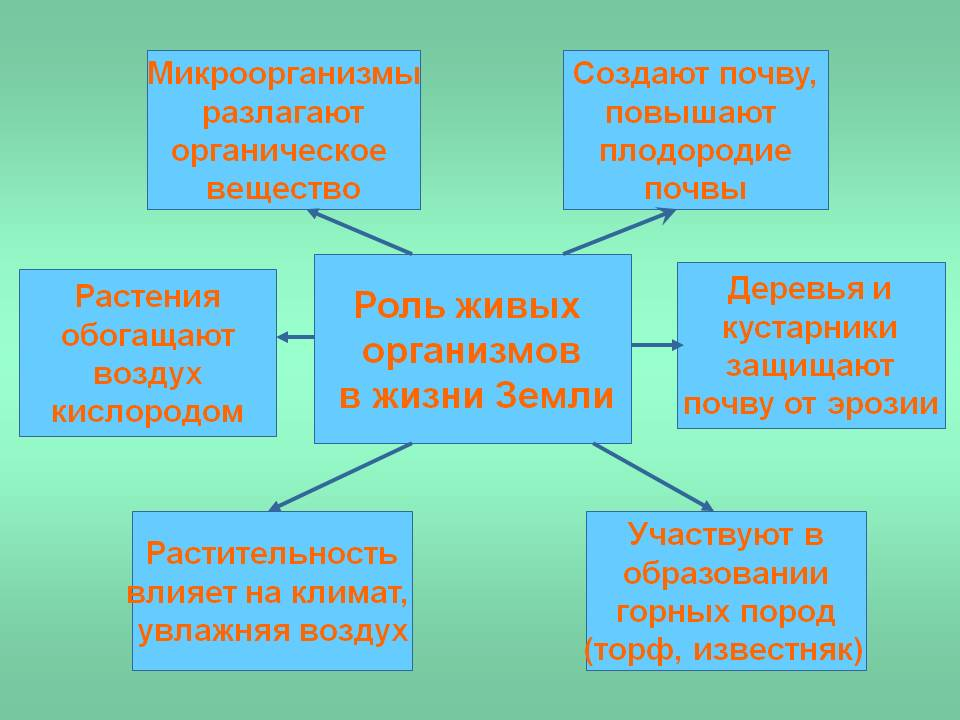 Микроорганизмы
разлагают
органическое
вещество
Создают почву,
повышают
плодородие
почвы
Растения
обогащают
воздух
кислородом
Роль живых
организмов
в жизни Земли
Деревья и
кустарники
защищают
почву от эрозии
Растительность
влияет на климат,
увлажняя воздух
Участвуют в
образовании
горных пород
(торф, известняк)